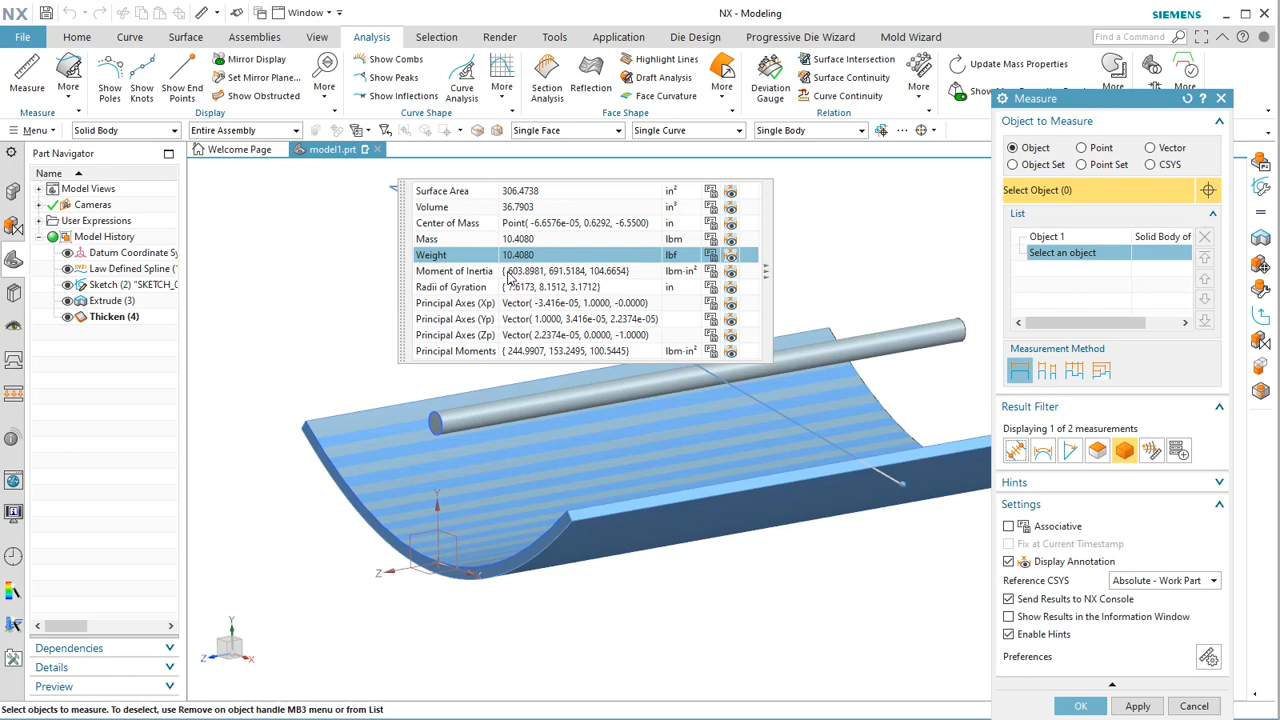 NX
Window
NX - Modeling
SIEMENS
File
Home
Curve
Surface
Assemblies
View
Analysis
Selection
Render
Tools
Application
Die Design
Progressive Die Wizard
Mold Wizard
Find a Command
Measure
More
Show Poles
Show Knots
Show End Points
Mirror Display
Set Mirror Plane...
Show Obstructed
More
Show Combs
Show Peaks
Show Inflections
Curve Analysis
More
Section Analysis
Reflection
Highlight Lines
Draft Analysis
Face Curvature
More
Deviation Gauge
Surface Intersection
Surface Continuity
Curve Continuity
More
Update Mass Properties
More
More
Measure
Display
Curve Shape
Face Shape
Relation
Menu
Solid Body
Entire Assembly
Single Face
Single Curve
Single Body
Part Navigator
Name
Model Views
Cameras
User Expressions
Model History
Datum Coordinate Sy
Law Defined Spline (
Sketch (2) "SKETCH_0
Extrude (3)
Thicken (4)
Dependencies
Details
Preview
Welcome Page
model1.prt
Surface Area 306.4738 in²
Volume 36.7903 in³
Center of Mass Point( -6.6576e-05, 0.6292, -6.5500) in
Mass 10.4080 lbm
Weight 10.4080 lbf
Moment of Inertia { 603.8981, 691.5184, 104.6654} lbm·in²
Radii of Gyration { 7.6173, 8.1512, 3.1712} in
Principal Axes (Xp) Vector( -3.416e-05, 1.0000, -0.0000)
Principal Axes (Yp) Vector( 1.0000, 3.416e-05, 2.2374e-05)
Principal Axes (Zp) Vector( 2.2374e-05, 0.0000, -1.0000)
Principal Moments { 244.9907, 153.2495, 100.5445} lbm·in²
Y
Z
Y
Z
X
Measure
Object to Measure
Object
Point
Vector
Object Set
Point Set
CSYS
Select Object (0)
List
Object 1 Solid Body of
Select an object
Measurement Method
Result Filter
Displaying 1 of 2 measurements
Hints
Settings
Associative
Fix at Current Timestamp
Display Annotation
Reference CSYS Absolute - Work Part
Send Results to NX Console
Show Results in the Information Window
Enable Hints
Preferences
OK
Apply
Cancel
Select objects to measure. To deselect, use Remove on object handle MB3 menu or from List